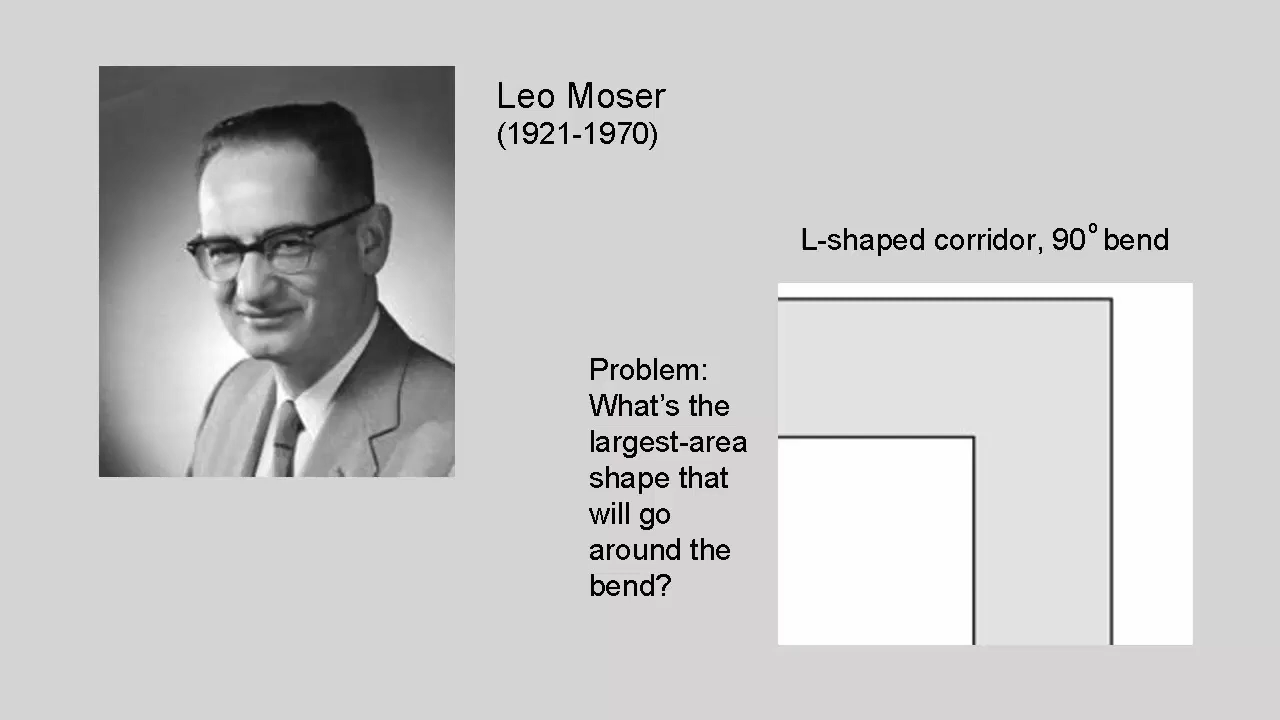 Leo Moser
(1921-1970)
L-shaped corridor, 90° bend
Problem:
What's the
largest-area
shape that
will go
around the
bend?